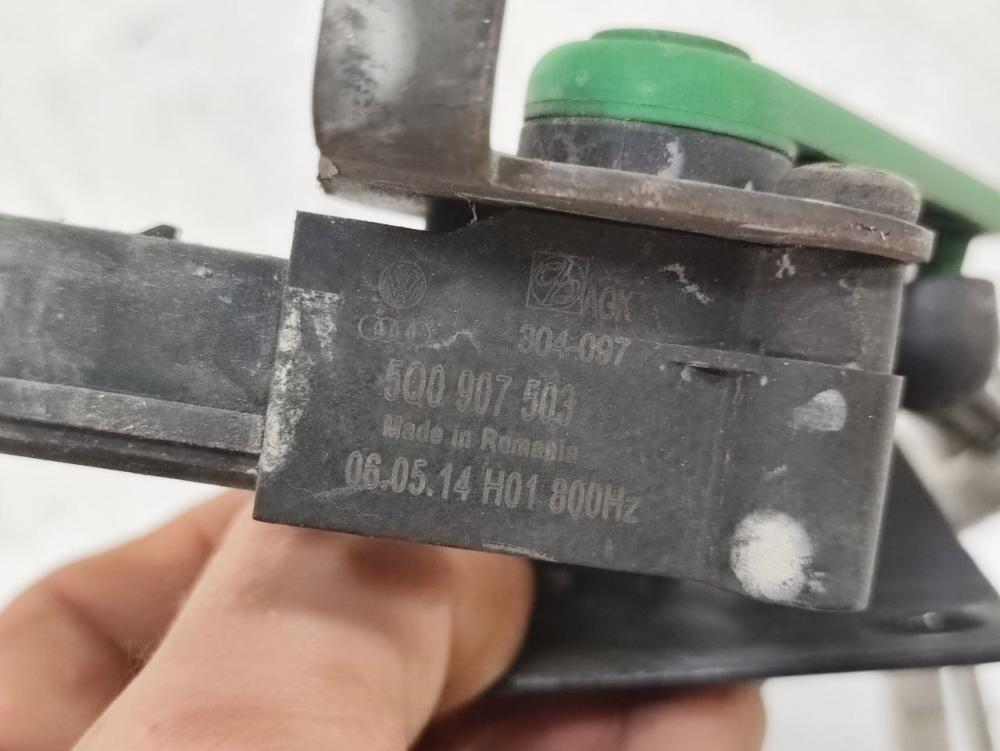 AGK
304-097
5Q0 907 503
Made in Romania
06.05.14 H01 800Hz